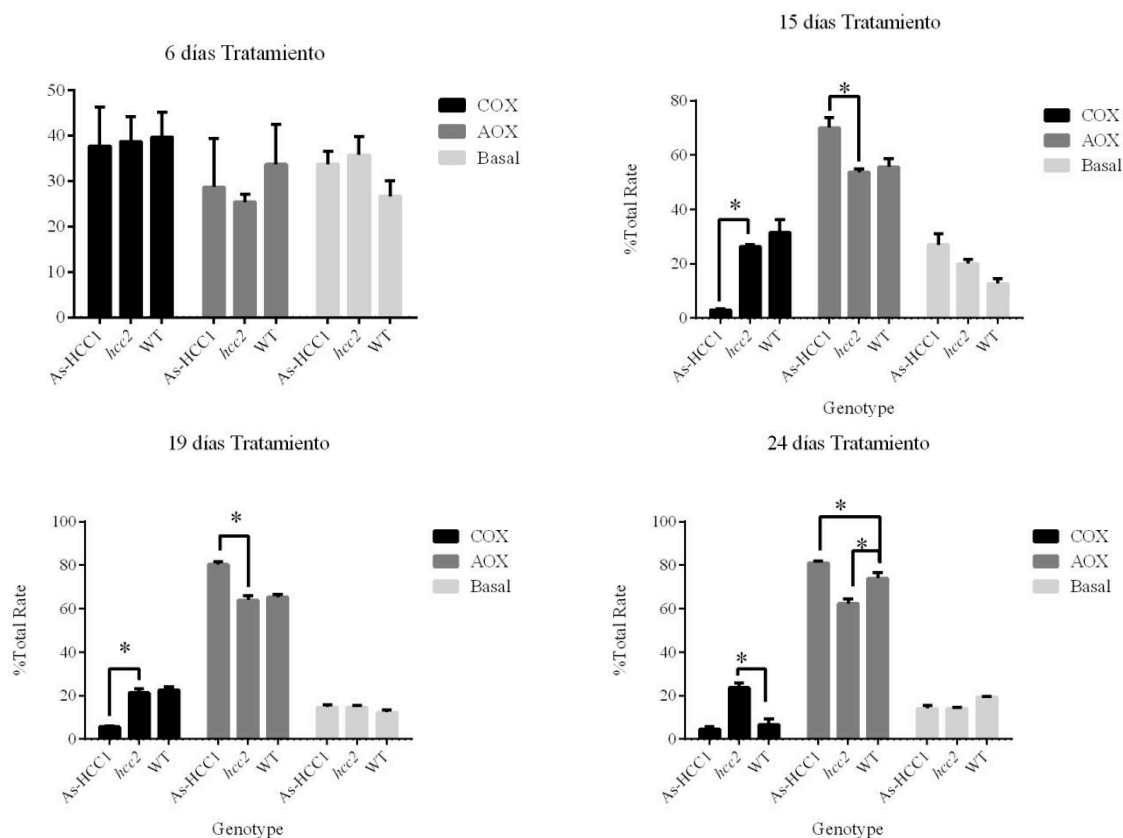 6 días Tratamiento
50
40
30
20
10
0
As-HCC1
hcc2
WT
As-HCC1
hcc2
WT
As-HCC1
hcc2
WT
COX
AOX
Basal
15 días Tratamiento
%Total Rate
80
60
40
20
0
*
*
As-HCC1
hcc2
WT
As-HCC1
hcc2
WT
As-HCC1
hcc2
WT
Genotype
COX
AOX
Basal
19 días Tratamiento
%Total Rate
100
80
60
40
20
0
*
*
As-HCC1
hcc2
WT
As-HCC1
hcc2
WT
As-HCC1
hcc2
WT
Genotype
COX
AOX
Basal
24 días Tratamiento
%Total Rate
100
80
60
40
20
0
*
*
*
As-HCC1
hcc2
WT
As-HCC1
hcc2
WT
As-HCC1
hcc2
WT
Genotype
COX
AOX
Basal